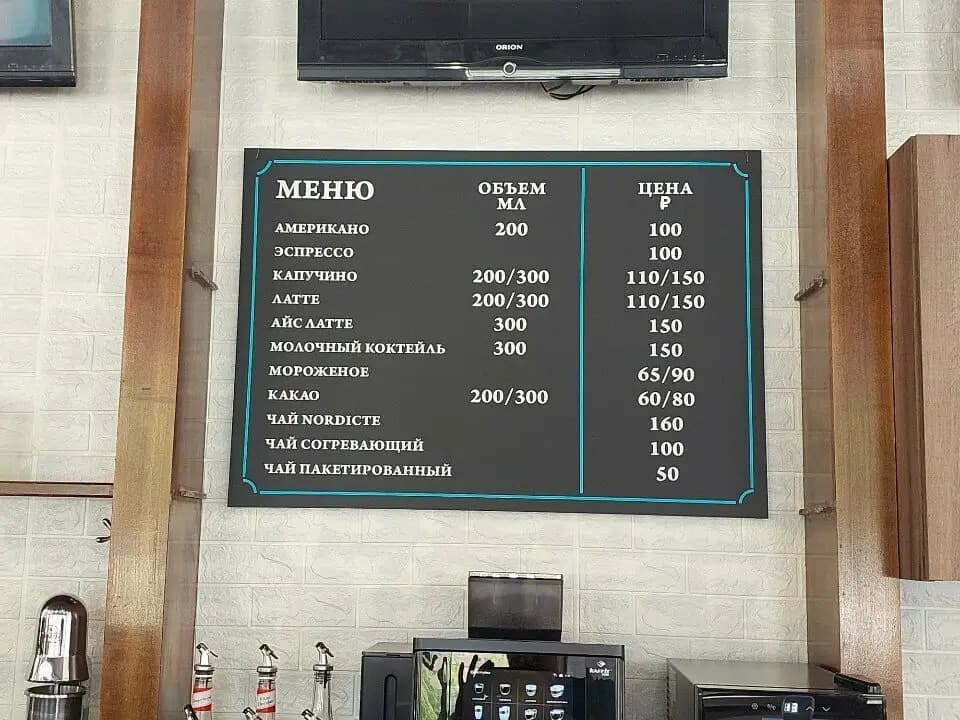 ORION
МЕНЮ ОБЪЕМ ЦЕНА
МЛ ₽
АМЕРИКАНО 200 100
ЭСПРЕССО 100
КАПУЧИНО 200/300 110/150
ЛАТТЕ 200/300 110/150
АЙС ЛАТТЕ 300 150
МОЛОЧНЫЙ КОКТЕЙЛЬ 300 150
МОРОЖЕНОЕ 65/90
КАКАО 200/300 60/80
ЧАЙ NORDICTE 160
ЧАЙ СОГРЕВАЮЩИЙ 100
ЧАЙ ПАКЕТИРОВАННЫЙ 50